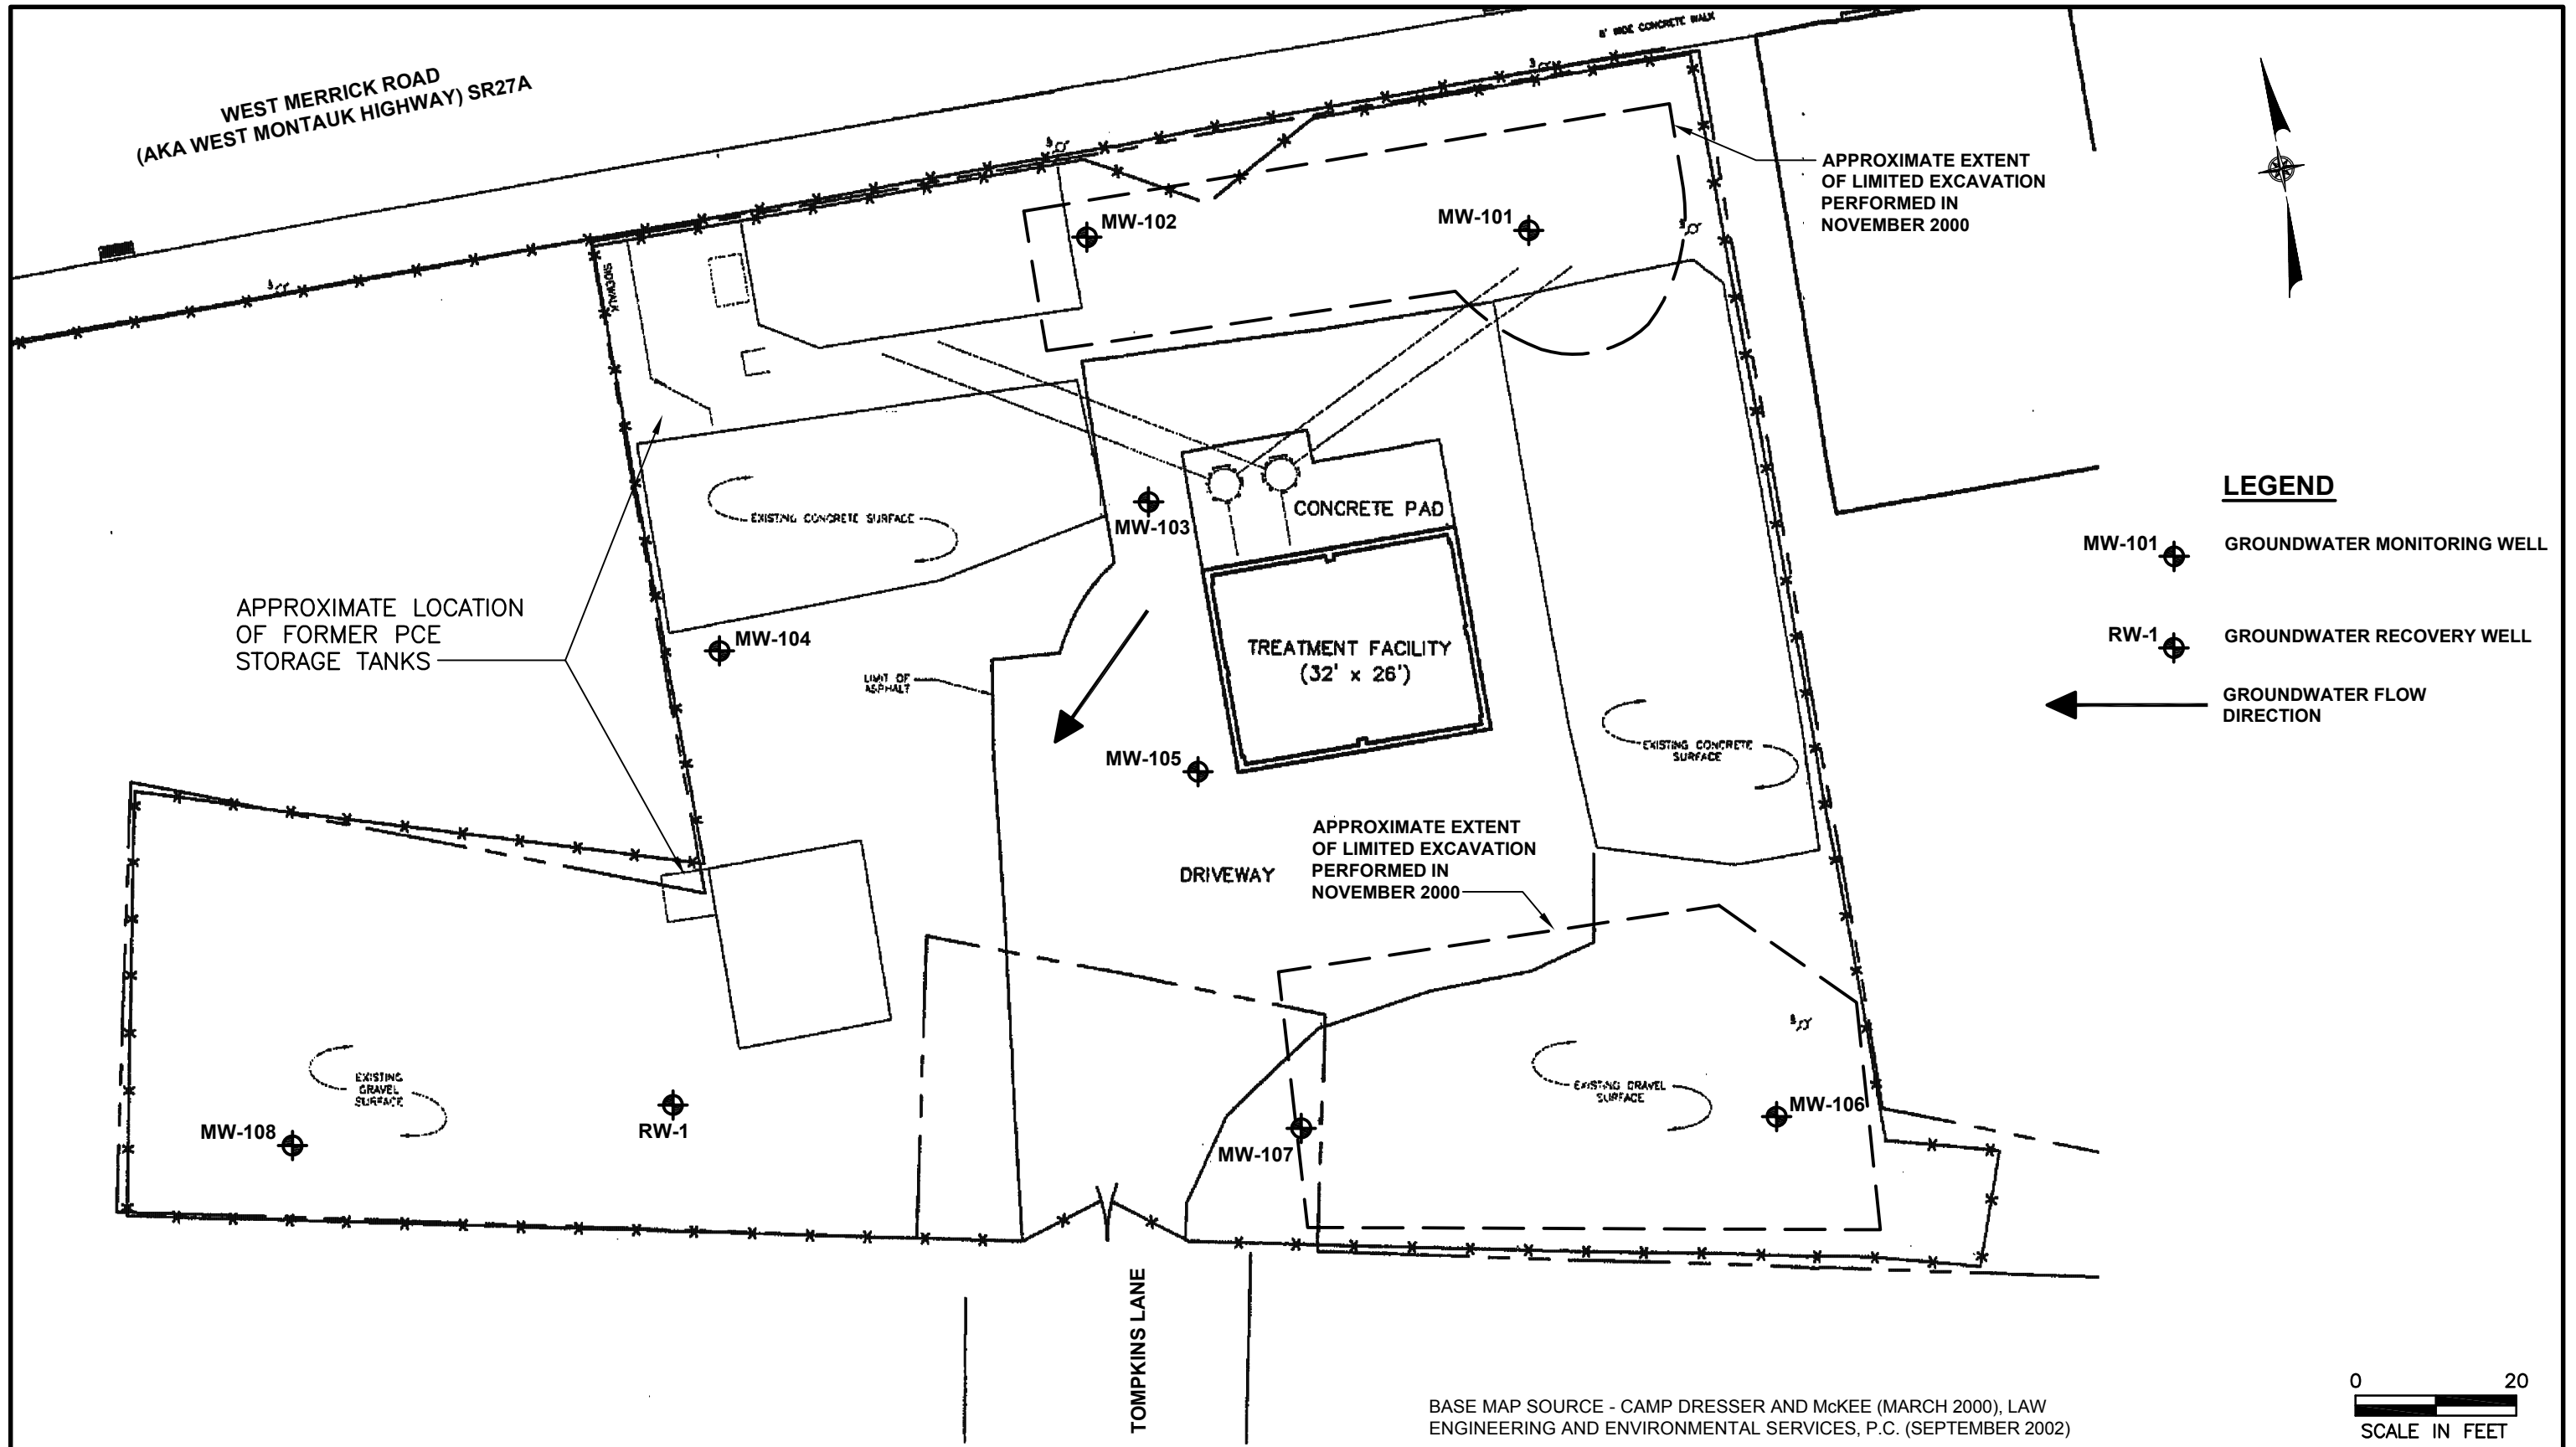 8' WIDE CONCRETE WALK
WEST MERRICK ROAD
(AKA WEST MONTAUK HIGHWAY) SR27A
APPROXIMATE EXTENT
OF LIMITED EXCAVATION
PERFORMED IN
NOVEMBER 2000
MW-102
MW-101
SIDEWALK
LEGEND
MW-101
GROUNDWATER MONITORING WELL
RW-1
GROUNDWATER RECOVERY WELL
GROUNDWATER FLOW
DIRECTION
EXISTING CONCRETE SURFACE
MW-103
CONCRETE PAD
APPROXIMATE LOCATION
OF FORMER PCE
STORAGE TANKS
MW-104
TREATMENT FACILITY
(32' x 26')
LIMIT OF
ASPHALT
MW-105
EXISTING CONCRETE
SURFACE
APPROXIMATE EXTENT
OF LIMITED EXCAVATION
PERFORMED IN
NOVEMBER 2000
DRIVEWAY
EXISTING
GRAVEL
SURFACE
EXISTING GRAVEL
SURFACE
MW-106
MW-108
RW-1
MW-107
TOMPKINS LANE
BASE MAP SOURCE - CAMP DRESSER AND McKEE (MARCH 2000), LAW
ENGINEERING AND ENVIRONMENTAL SERVICES, P.C. (SEPTEMBER 2002)
0 20
SCALE IN FEET